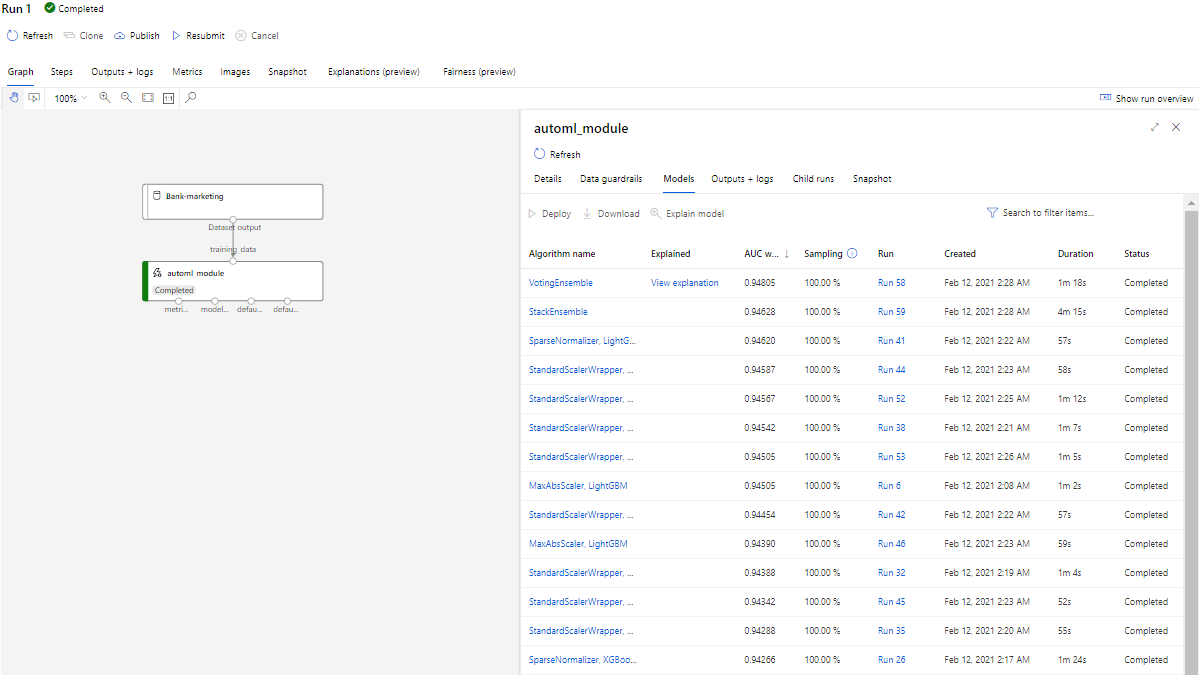 Run 1 Completed
Refresh Clone Publish Resubmit Cancel
Graph Steps Outputs + logs Metrics Images Snapshot Explanations (preview) Fairness (preview)
100% 1:1 Show run overview
Bank-marketing
Dataset output
training_data
automl_module
Completed
metri... model... defau... defau...
automl_module
Refresh
Details Data guardrails Models Outputs + logs Child runs Snapshot
Deploy Download Explain model Search to filter items...
Algorithm name Explained AUC w... ↓ Sampling Run Created Duration Status
VotingEnsemble View explanation 0.94805 100.00 % Run 58 Feb 12, 2021 2:28 AM 1m 18s Completed
StackEnsemble 0.94628 100.00 % Run 59 Feb 12, 2021 2:28 AM 4m 15s Completed
SparseNormalizer, LightG... 0.94620 100.00 % Run 41 Feb 12, 2021 2:22 AM 57s Completed
StandardScalerWrapper, ... 0.94587 100.00 % Run 44 Feb 12, 2021 2:23 AM 58s Completed
StandardScalerWrapper, ... 0.94567 100.00 % Run 52 Feb 12, 2021 2:25 AM 1m 12s Completed
StandardScalerWrapper, ... 0.94542 100.00 % Run 38 Feb 12, 2021 2:21 AM 1m 7s Completed
StandardScalerWrapper, ... 0.94505 100.00 % Run 53 Feb 12, 2021 2:26 AM 1m 5s Completed
MaxAbsScaler, LightGBM 0.94505 100.00 % Run 6 Feb 12, 2021 2:08 AM 1m 2s Completed
StandardScalerWrapper, ... 0.94454 100.00 % Run 42 Feb 12, 2021 2:22 AM 57s Completed
MaxAbsScaler, LightGBM 0.94390 100.00 % Run 46 Feb 12, 2021 2:23 AM 59s Completed
StandardScalerWrapper, ... 0.94388 100.00 % Run 32 Feb 12, 2021 2:19 AM 1m 4s Completed
StandardScalerWrapper, ... 0.94342 100.00 % Run 45 Feb 12, 2021 2:23 AM 52s Completed
StandardScalerWrapper, ... 0.94288 100.00 % Run 35 Feb 12, 2021 2:20 AM 55s Completed
SparseNormalizer, XGBoo... 0.94266 100.00 % Run 26 Feb 12, 2021 2:17 AM 1m 24s Completed